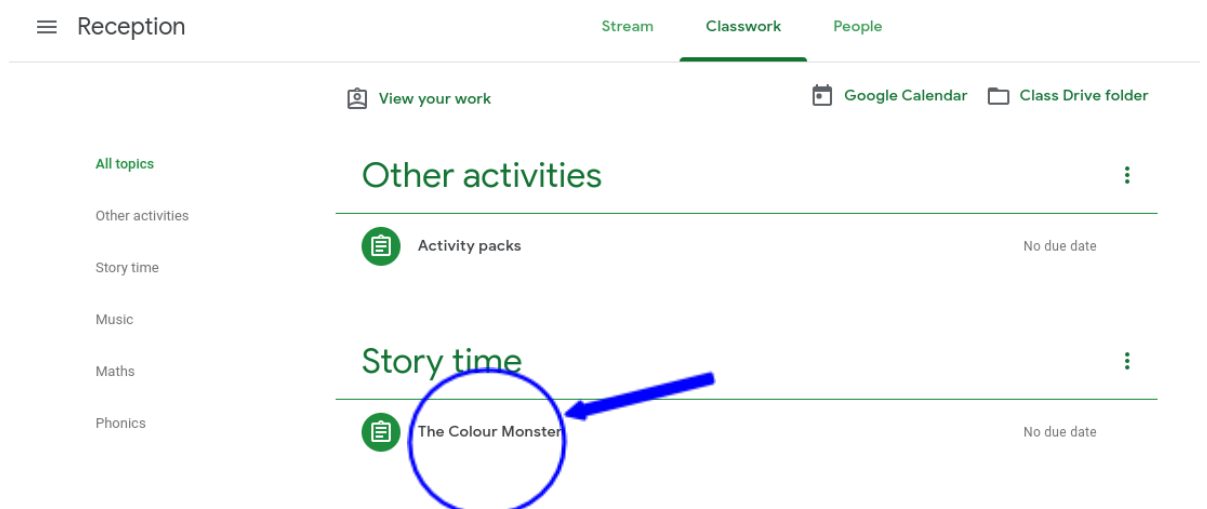 Reception
Stream
Classwork
People
View your work
Google Calendar
Class Drive folder
All topics
Other activities
Story time
Music
Maths
Phonics
Other activities
Activity packs
No due date
Story time
The Colour Monster
No due date